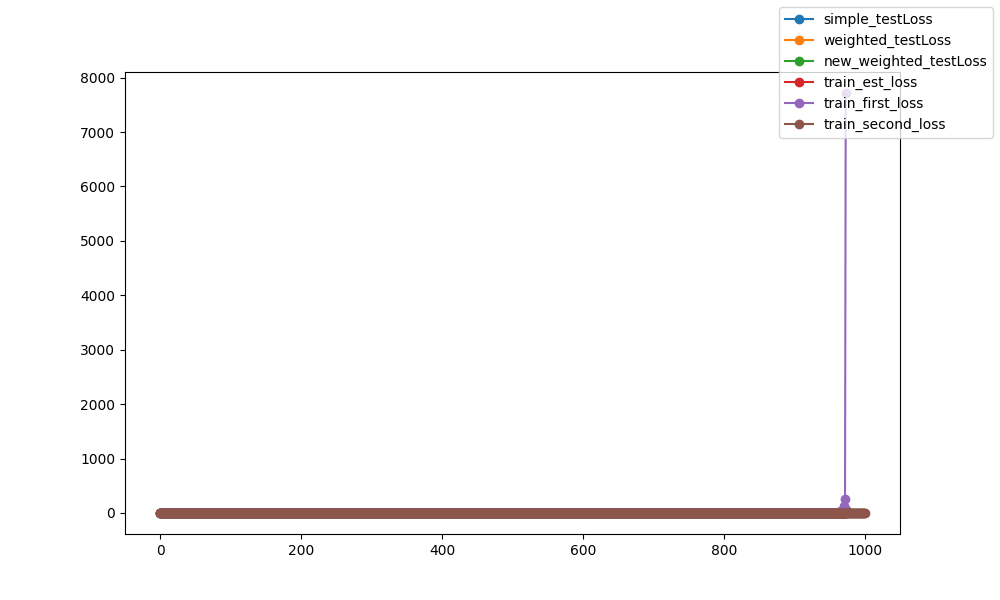 simple_testLoss
weighted_testLoss
new_weighted_testLoss
train_est_loss
train_first_loss
train_second_loss
8000
7000
6000
5000
4000
3000
2000
1000
0
0 200 400 600 800 1000